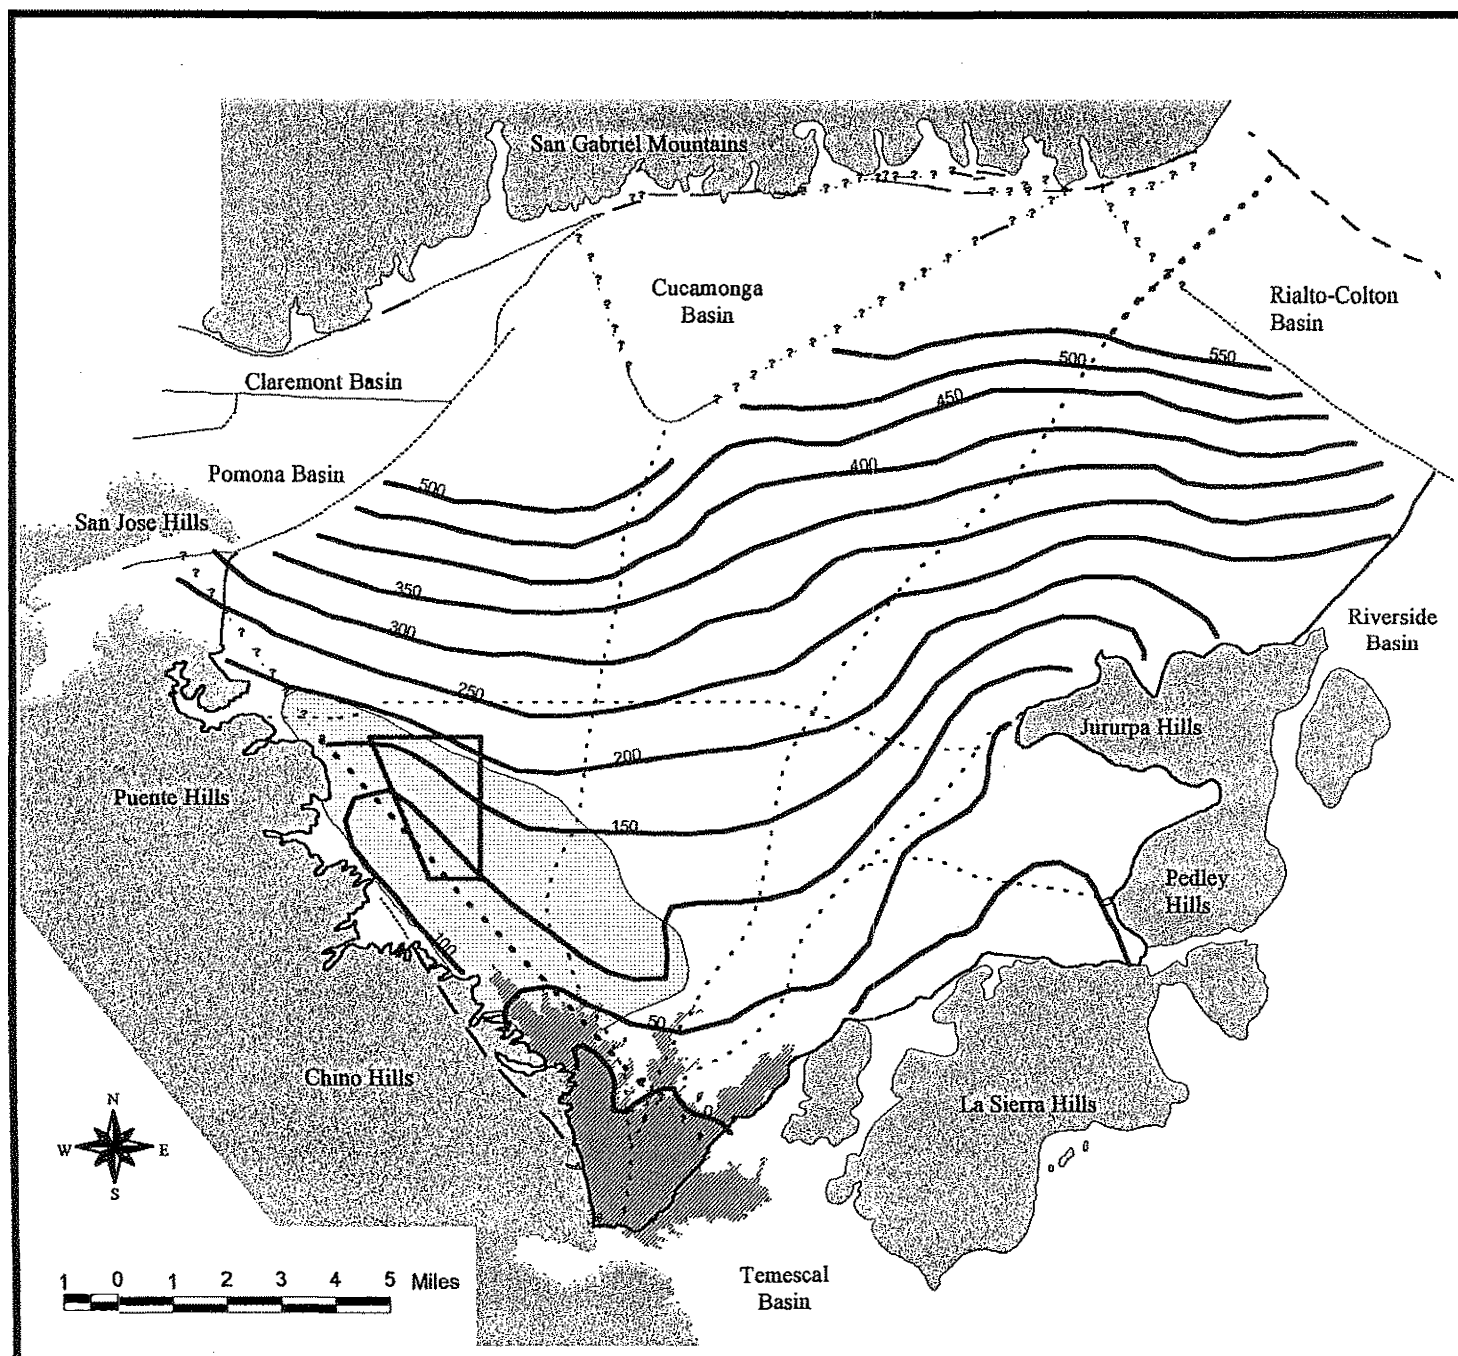 San Gabriel Mountains
Cucamonga
Basin
Rialto-Colton
Basin
550
500
450
Claremont Basin
400
Pomona Basin
500
San Jose Hills
350
300
Riverside
Basin
250
Jururpa Hills
200
Puente Hills
150
Pedley
Hills
100
50
Chino Hills
0
La Sierra Hills
N
W
E
S
1 0 1 2 3 4 5 Miles
Temescal
Basin